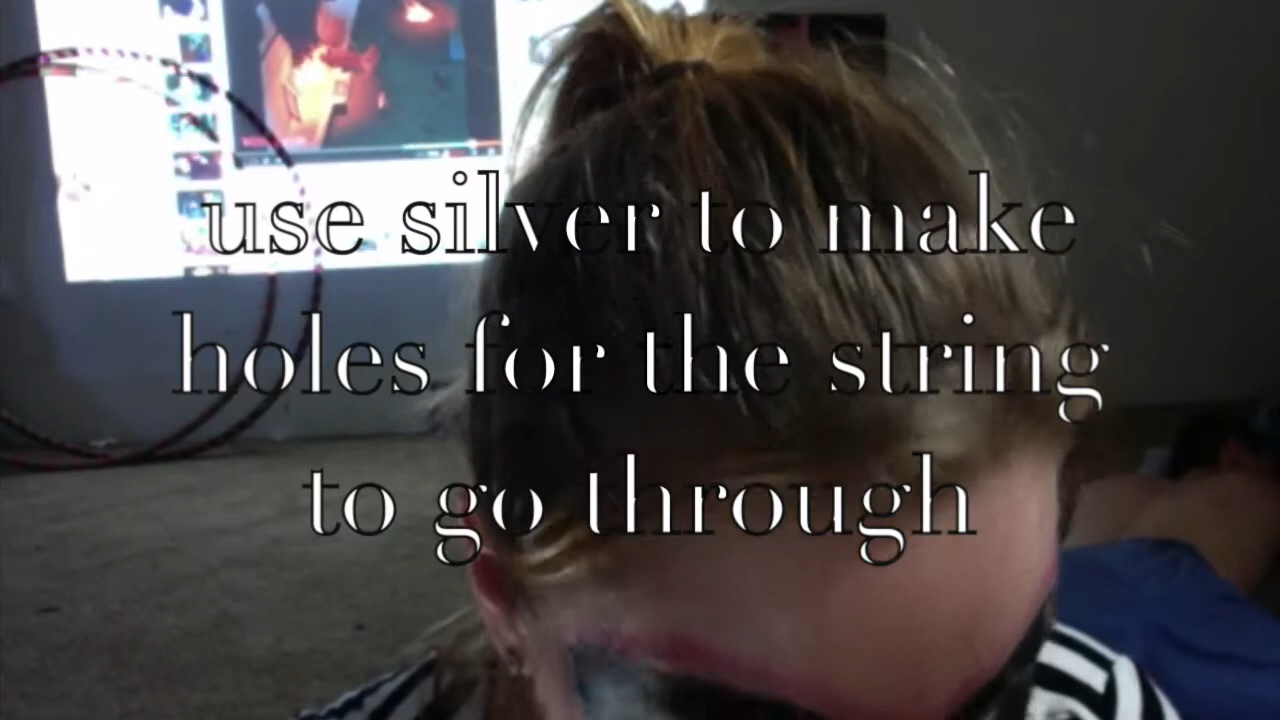 use silver to make
holes for the string
to go through